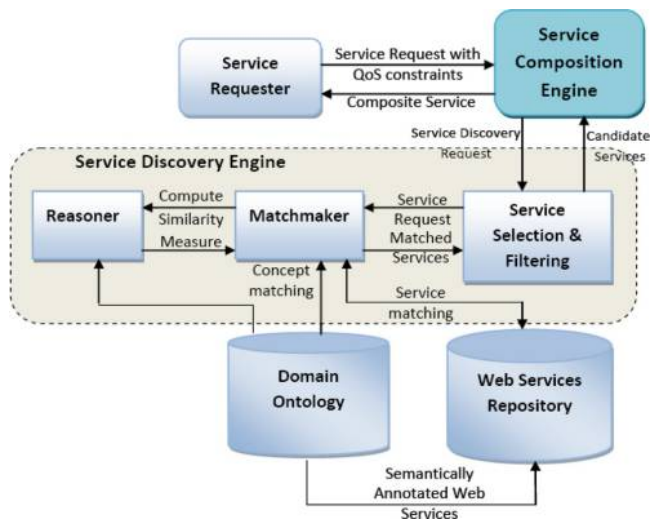 Service
Requester
Service Request with
QoS constraints
Composite Service
Service
Composition
Engine
Service Discovery
Request
Candidate
Services
Service Discovery Engine
Reasoner
Compute
Similarity
Measure
Matchmaker
Service
Request
Matched
Services
Service
Selection &
Filtering
Concept
matching
Service
matching
Domain
Ontology
Web Services
Repository
Semantically
Annotated Web
Services